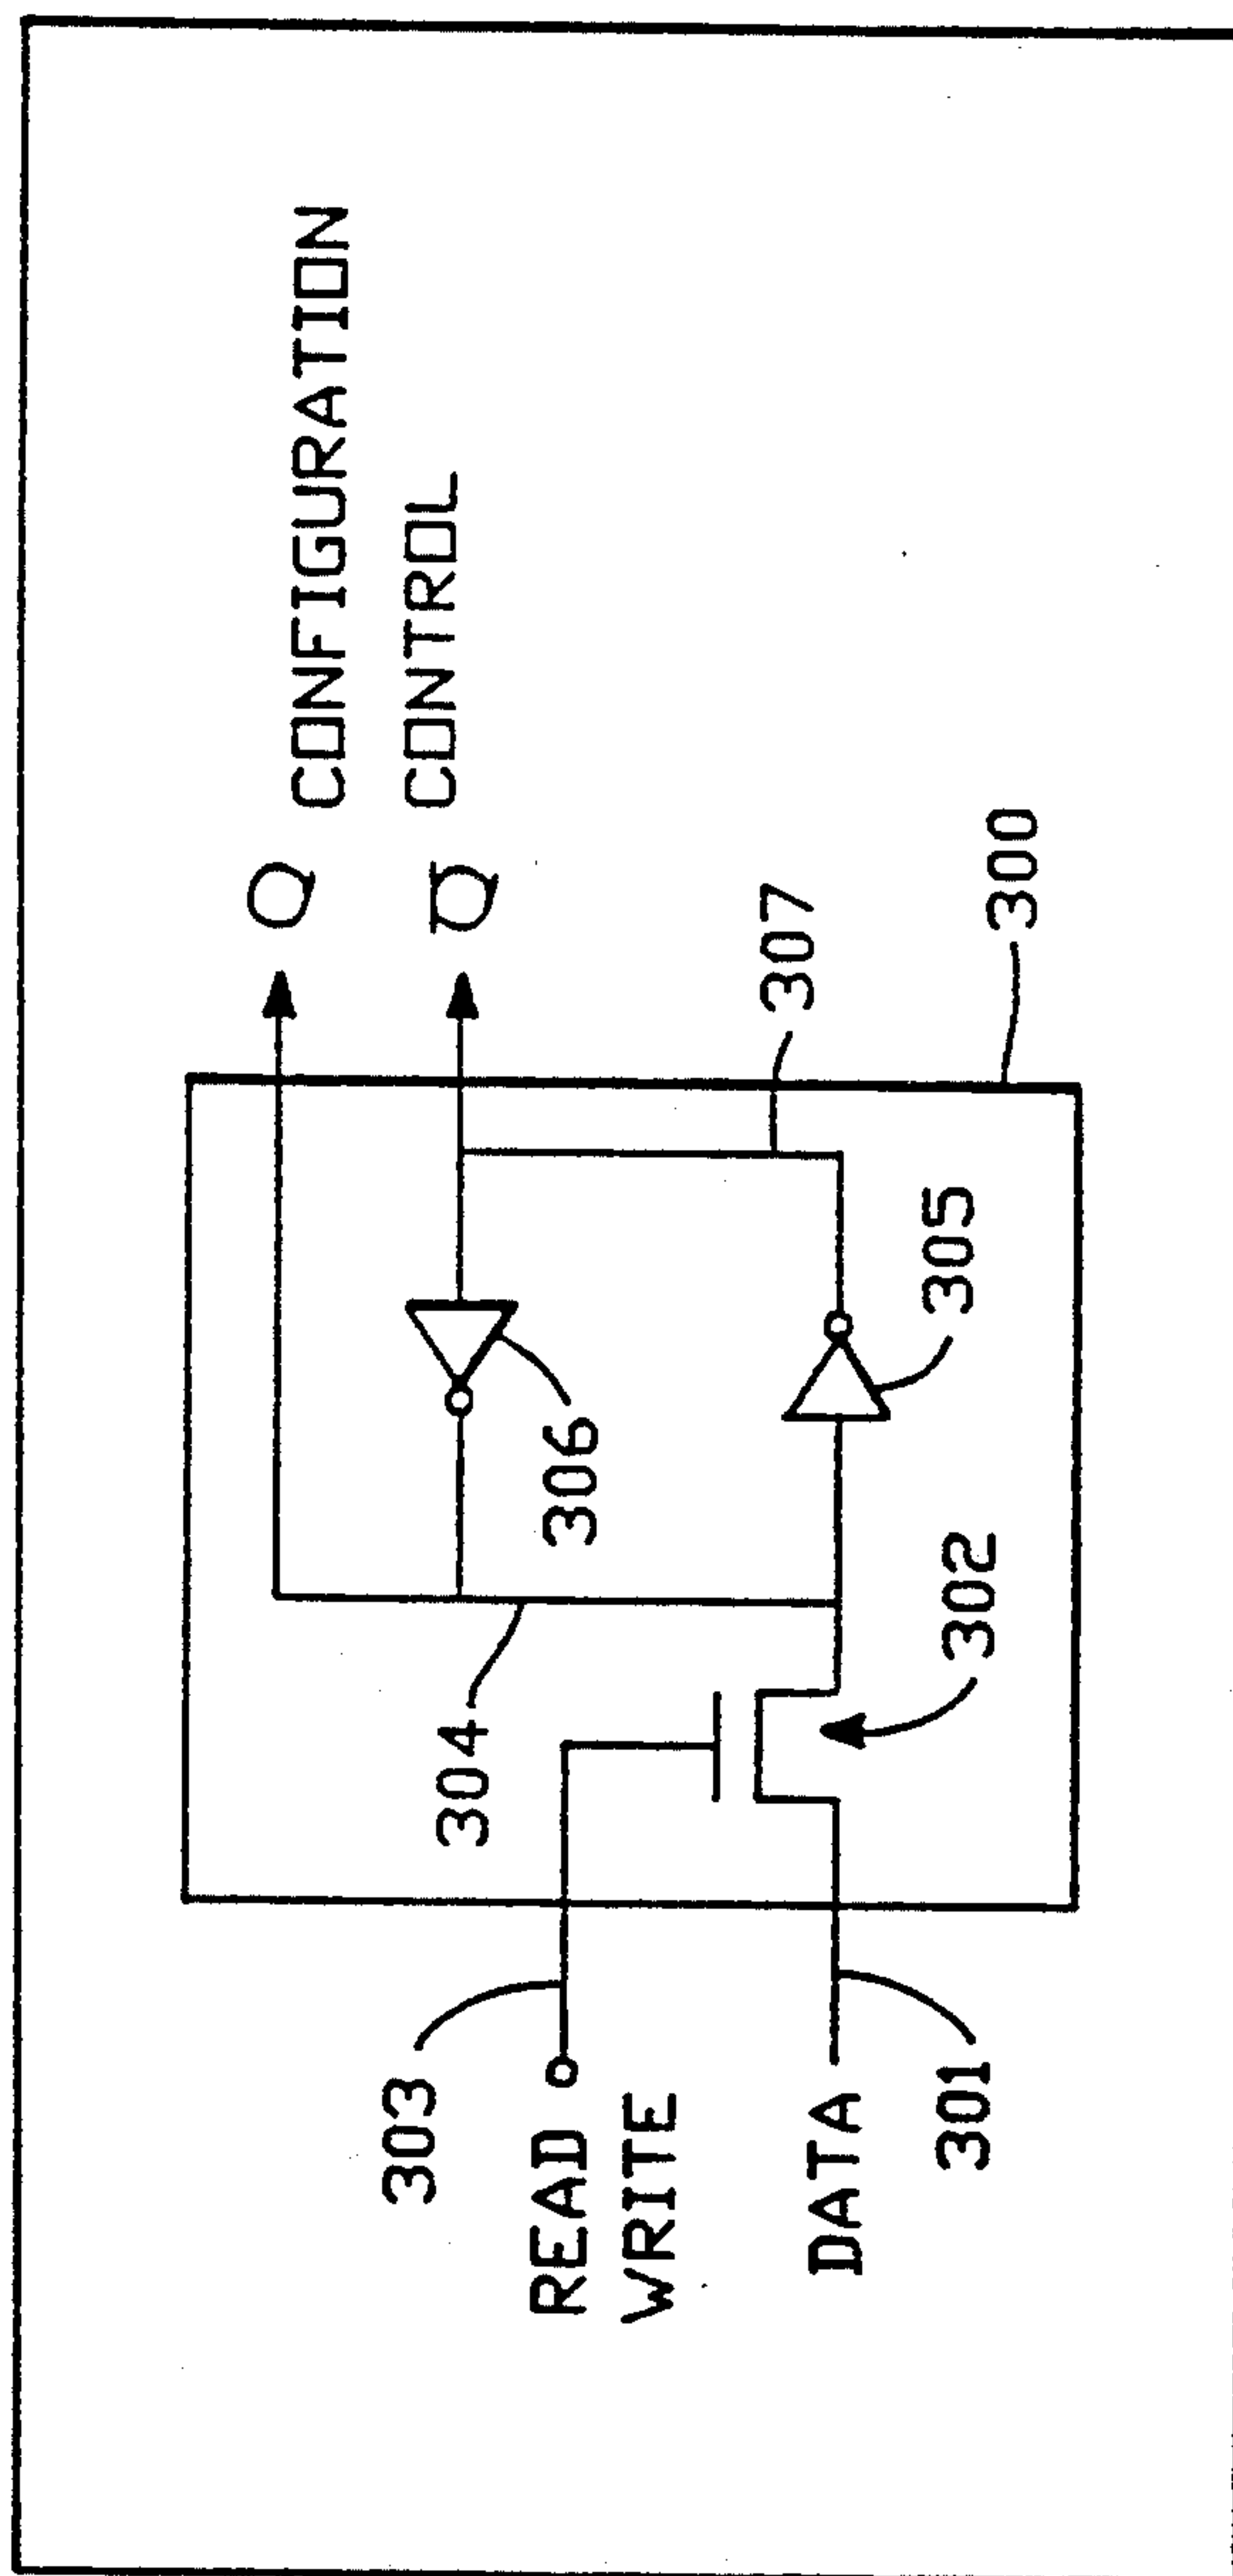 Q CONFIGURATION
Q̅ CONTROL
303
304
306
307
READ
WRITE
302
305
300
DATA
301